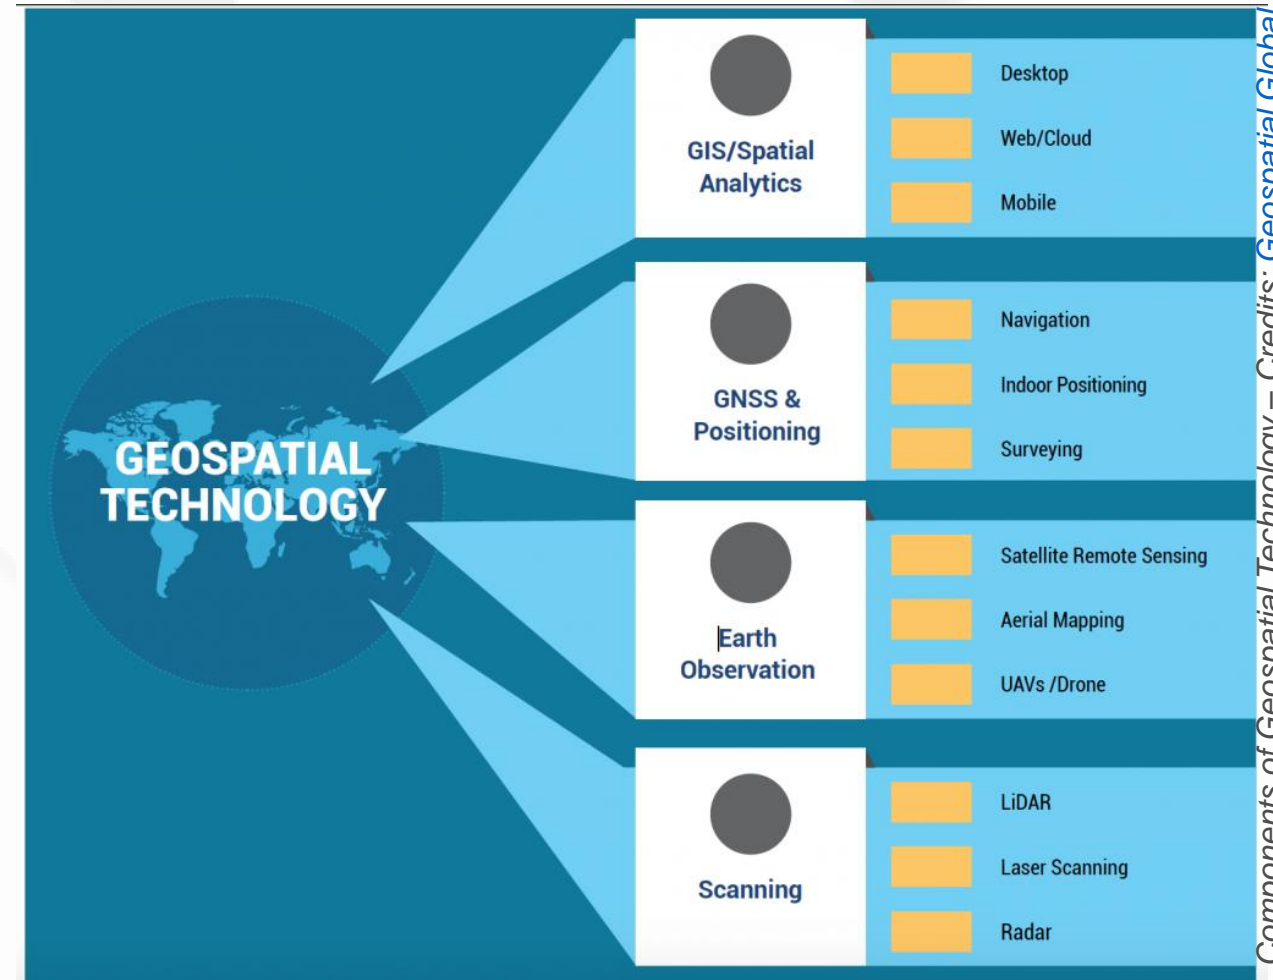 GEOSPATIAL
TECHNOLOGY
GIS/Spatial
Analytics
Desktop
Web/Cloud
Mobile
GNSS &
Positioning
Navigation
Indoor Positioning
Surveying
Earth
Observation
Satellite Remote Sensing
Aerial Mapping
UAVs /Drone
Scanning
LiDAR
Laser Scanning
Radar
Components of Geospatial Technology – Credits: Geospatial Global